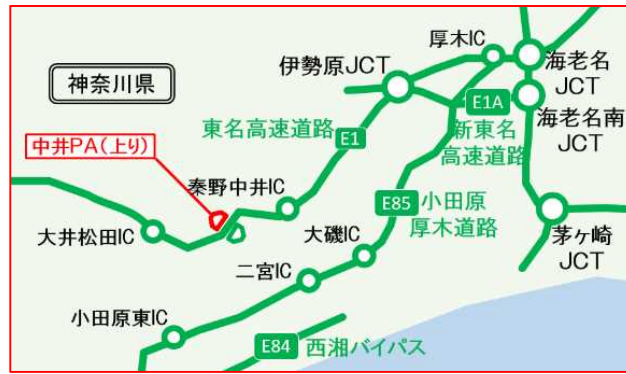 厚木IC
伊勢原JCT
海老名
JCT
神奈川県
E1A
東名高速道路
E1
新東名
高速道路
海老名南
JCT
中井PA(上り)
秦野中井IC
E85
小田原
厚木道路
大井松田IC
大磯IC
茅ヶ崎
JCT
二宮IC
小田原東IC
E84
西湘バイパス